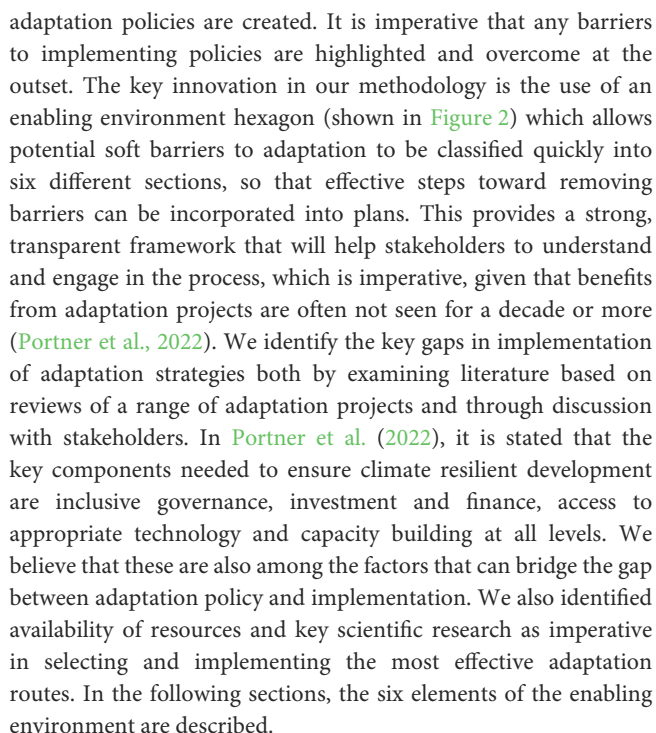 adaptation policies are created. It is imperative that any barriers
to implementing policies are highlighted and overcome at the
outset. The key innovation in our methodology is the use of an
enabling environment hexagon (shown in Figure 2) which allows
potential soft barriers to adaptation to be classified quickly into
six different sections, so that effective steps toward removing
barriers can be incorporated into plans. This provides a strong,
transparent framework that will help stakeholders to understand
and engage in the process, which is imperative, given that benefits
from adaptation projects are often not seen for a decade or more
(Portner et al., 2022). We identify the key gaps in implementation
of adaptation strategies both by examining literature based on
reviews of a range of adaptation projects and through discussion
with stakeholders. In Portner et al. (2022), it is stated that the
key components needed to ensure climate resilient development
are inclusive governance, investment and finance, access to
appropriate technology and capacity building at all levels. We
believe that these are also among the factors that can bridge the gap
between adaptation policy and implementation. We also identified
availability of resources and key scientific research as imperative
in selecting and implementing the most effective adaptation
routes. In the following sections, the six elements of the enabling
environment are described.